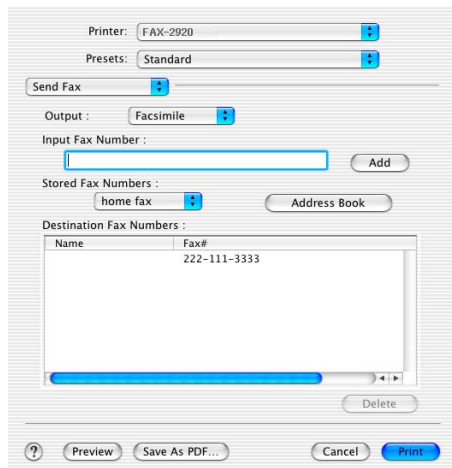 Printer: FAX-2920
Presets: Standard
Send Fax
Output : Facsimile
Input Fax Number :
Add
Stored Fax Numbers :
home fax Address Book
Destination Fax Numbers :
Name Fax#
222-111-3333
Delete
? Preview Save As PDF... Cancel Print